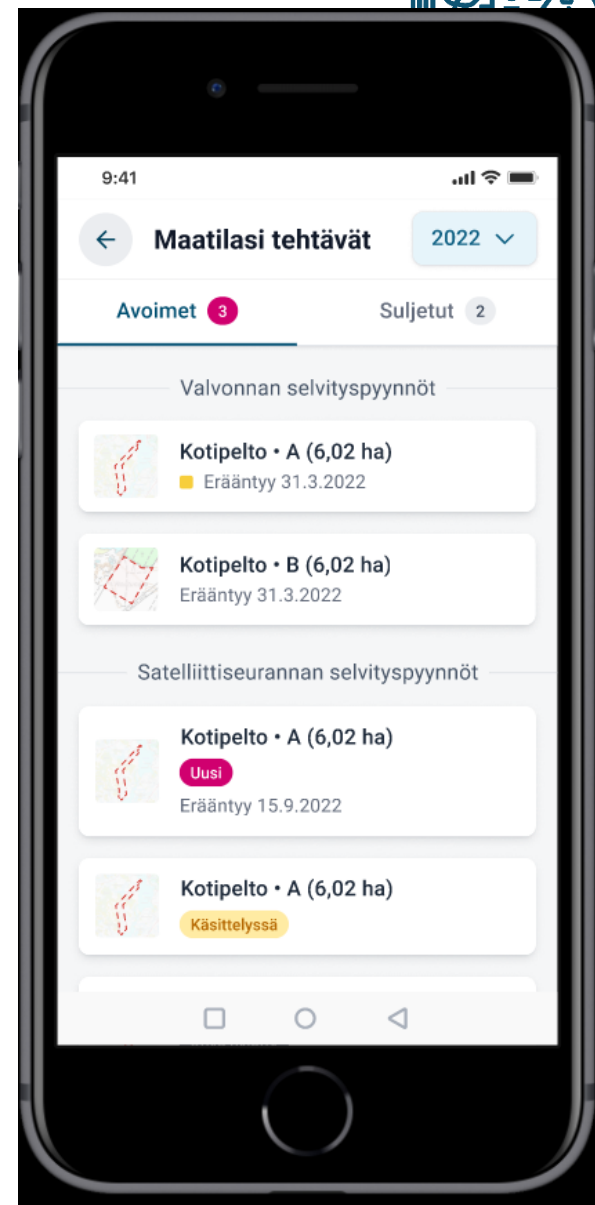 9:41
Maatilasi tehtävät
2022
Avoimet 3
Suljetut 2
Valvonnan selvityspyynnöt
Kotipelto • A (6,02 ha)
Erääntyy 31.3.2022
Kotipelto • B (6,02 ha)
Erääntyy 31.3.2022
Satelliittiseurannan selvityspyynnöt
Kotipelto • A (6,02 ha)
Uusi
Erääntyy 15.9.2022
Kotipelto • A (6,02 ha)
Käsittelyssä